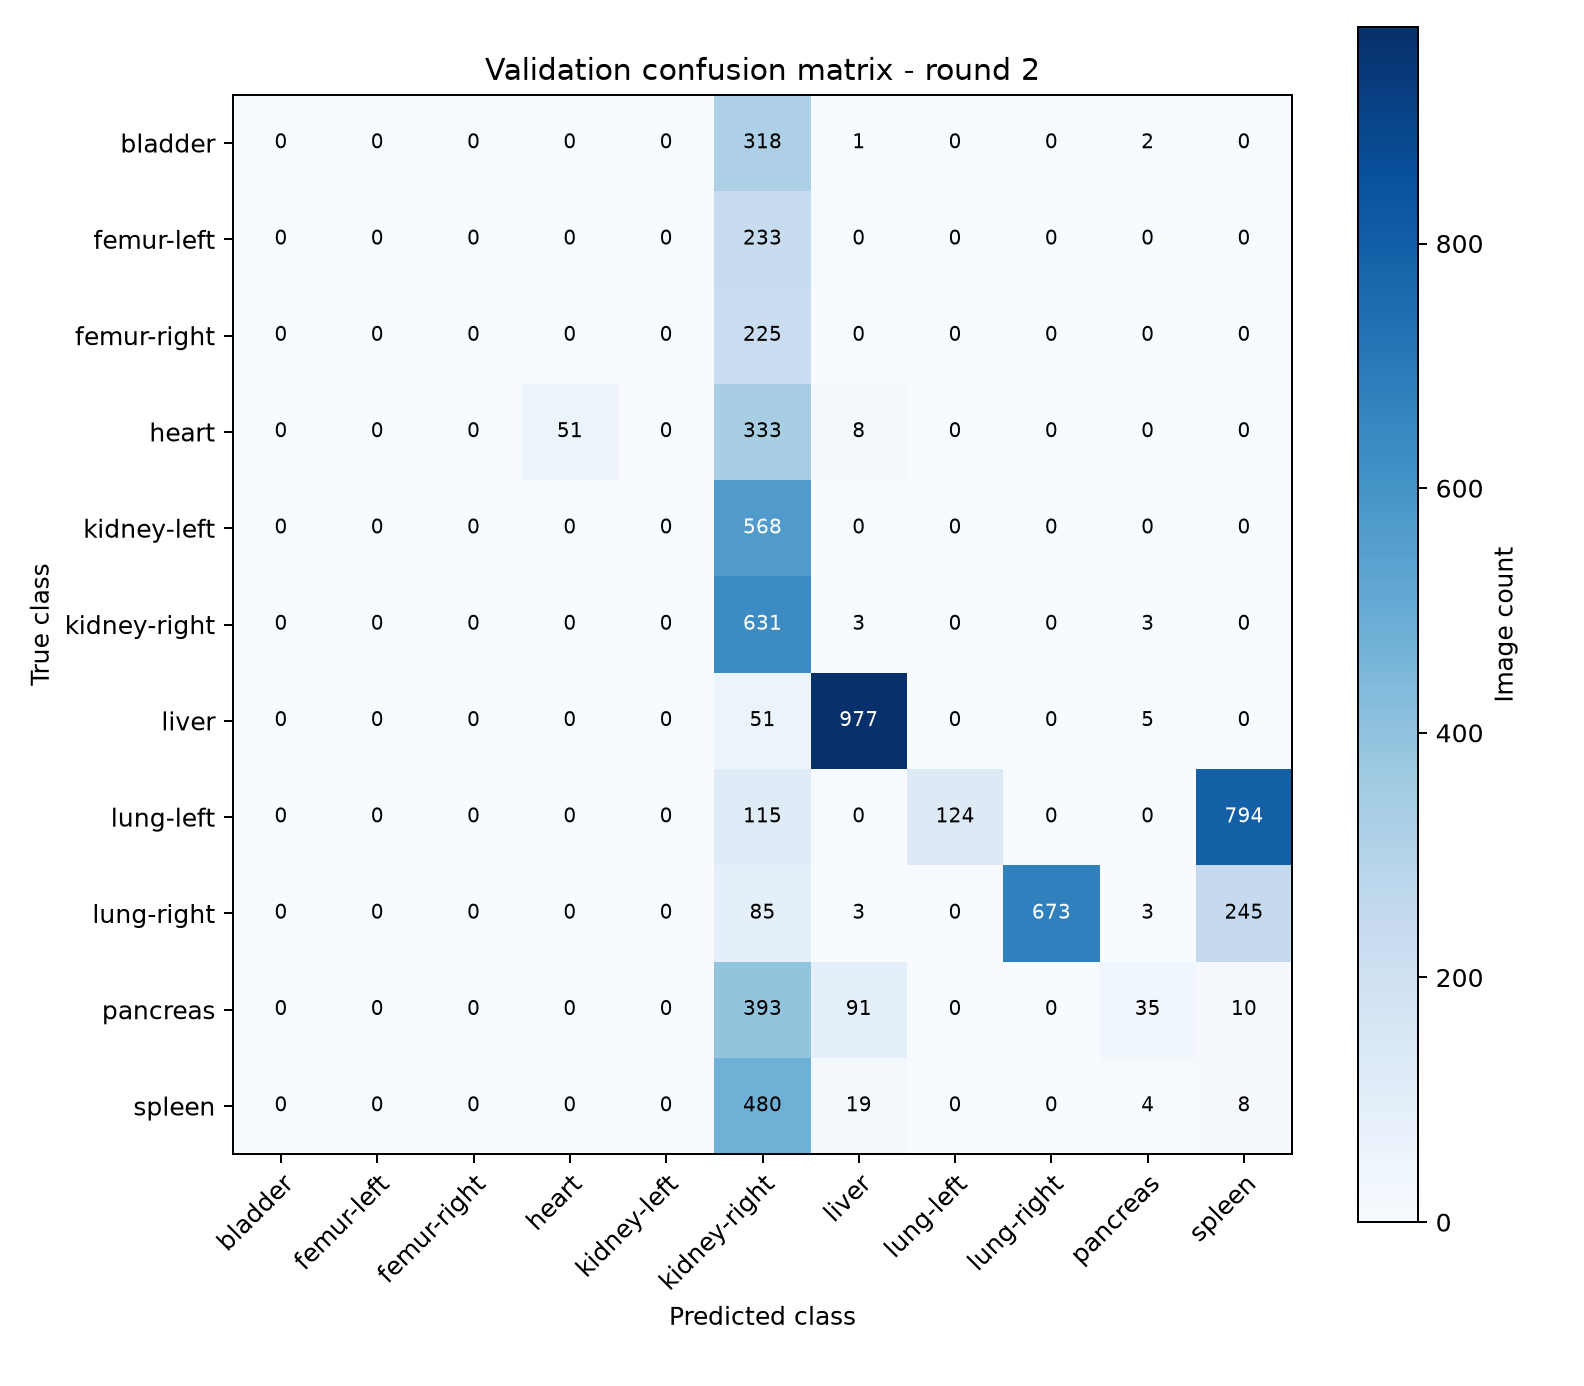 Validation confusion matrix - round 2
bladder 0 0 0 0 0 318 1 0 0 2 0
femur-left 0 0 0 0 0 233 0 0 0 0 0
femur-right 0 0 0 0 0 225 0 0 0 0 0
heart 0 0 0 51 0 333 8 0 0 0 0
kidney-left 0 0 0 0 0 568 0 0 0 0 0
kidney-right 0 0 0 0 0 631 3 0 0 3 0
liver 0 0 0 0 0 51 977 0 0 5 0
lung-left 0 0 0 0 0 115 0 124 0 0 794
lung-right 0 0 0 0 0 85 3 0 673 3 245
pancreas 0 0 0 0 0 393 91 0 0 35 10
spleen 0 0 0 0 0 480 19 0 0 4 8
True class
bladder femur-left femur-right heart kidney-left kidney-right liver lung-left lung-right pancreas spleen
Predicted class
800
600
400
200
0
Image count